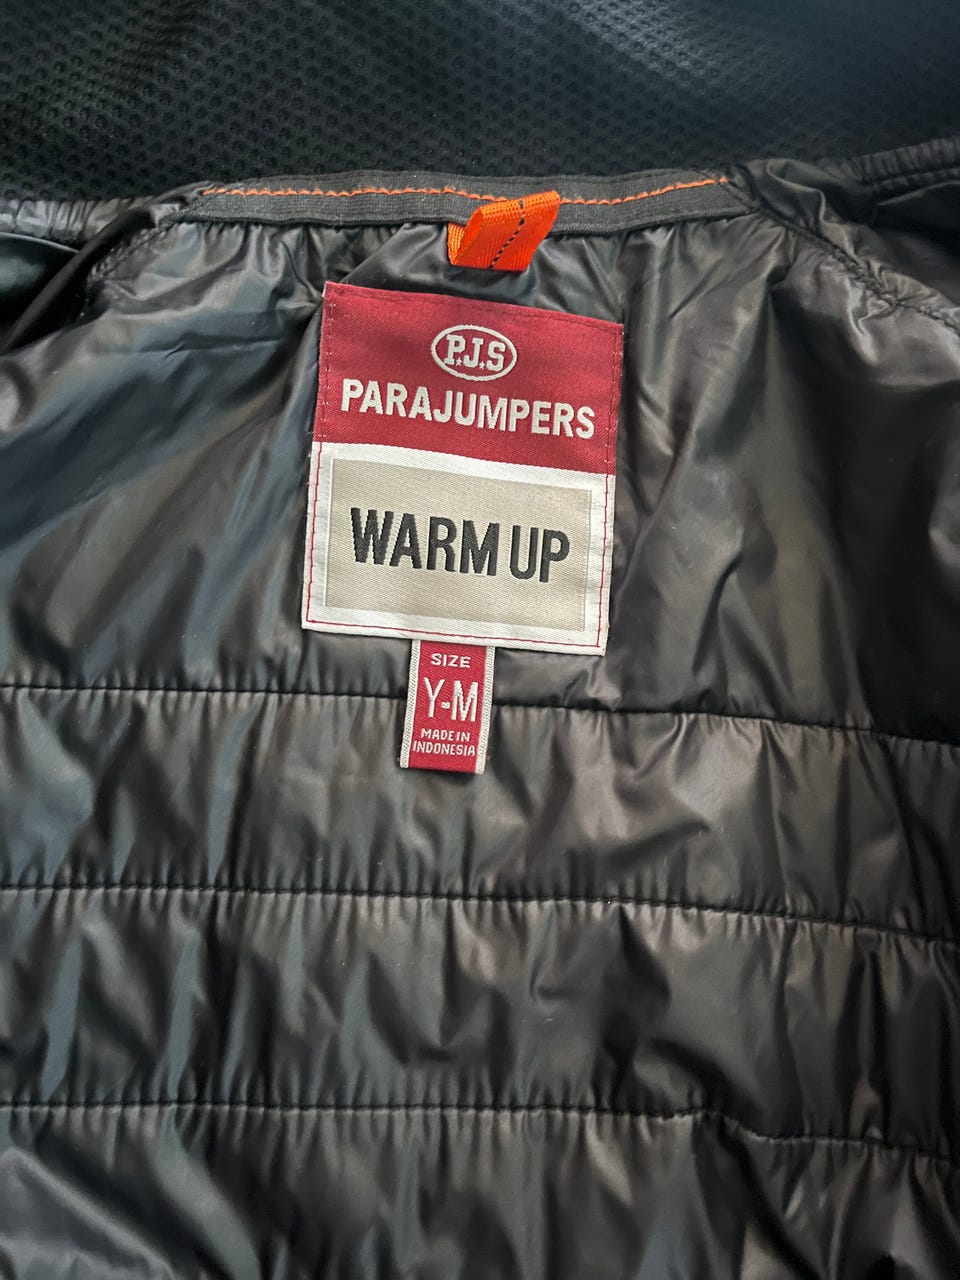 P.J.S
PARAJUMPERS
WARM UP
SIZE
Y-M
MADE IN
INDONESIA